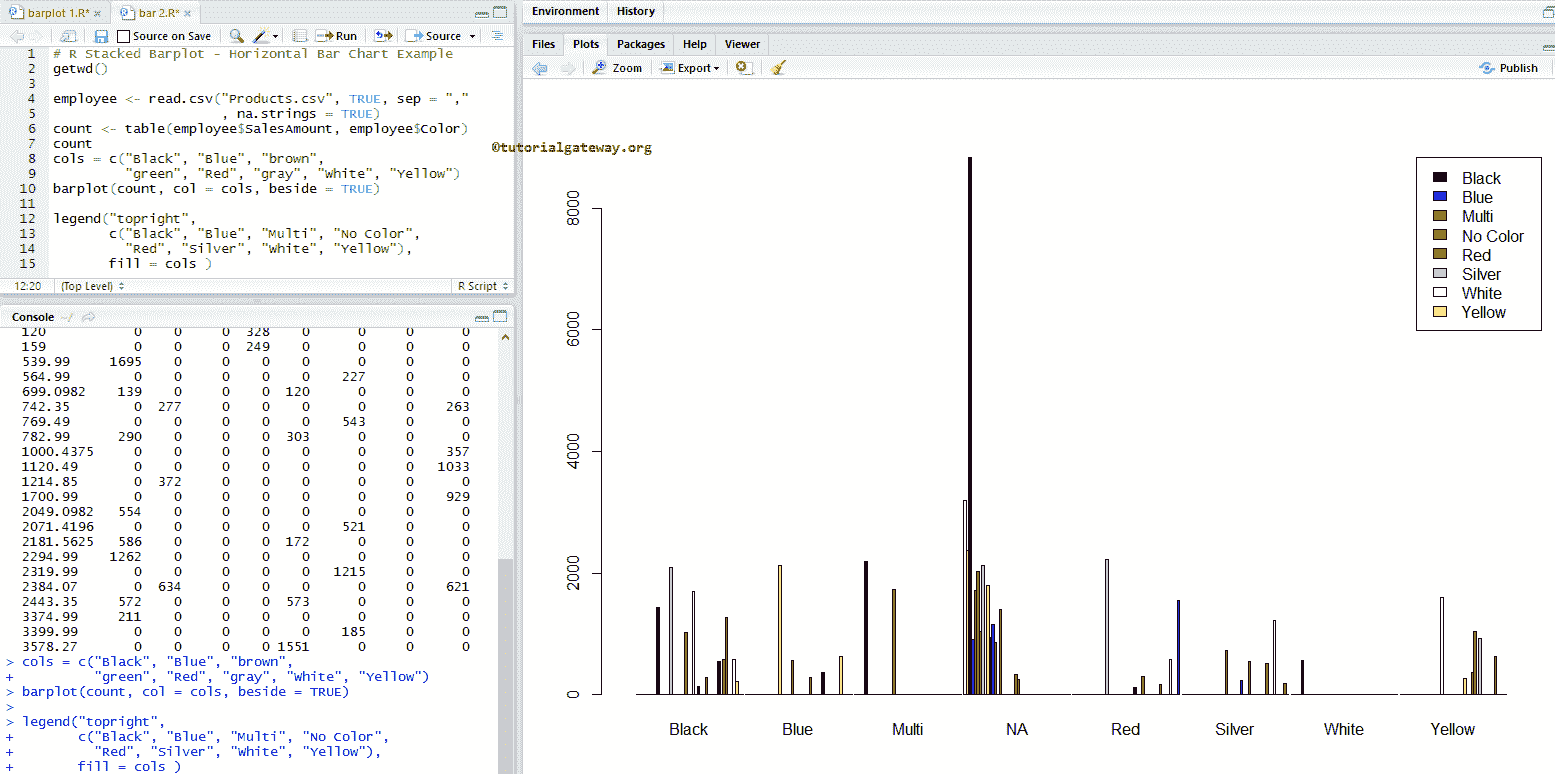 barplot 1.R*
bar 2.R*
Source on Save
Run
Source
1 # R Stacked Barplot - Horizontal Bar Chart Example
2 getwd()
3
4 employee <- read.csv("Products.csv", TRUE, sep = ","
5 , na.strings = TRUE)
6 count <- table(employee$SalesAmount, employee$Color)
7 count
8 cols = c("Black", "Blue", "brown",
9 "green", "Red", "gray", "White", "Yellow")
10 barplot(count, col = cols, beside = TRUE)
11
12 legend("topright",
13 c("Black", "Blue", "Multi", "No Color",
14 "Red", "Silver", "White", "Yellow"),
15 fill = cols )
12:20 (Top Level) R Script
Console ~/
120 0 0 0 328 0 0 0 0
159 0 0 0 249 0 0 0 0
539.99 1695 0 0 0 0 0 0 0
564.99 0 0 0 0 0 227 0 0
699.0982 139 0 0 0 120 0 0 0
742.35 0 277 0 0 0 0 0 263
769.49 0 0 0 0 0 543 0 0
782.99 290 0 0 0 303 0 0 0
1000.4375 0 0 0 0 0 0 0 357
1120.49 0 0 0 0 0 0 0 1033
1214.85 0 372 0 0 0 0 0 0
1700.99 0 0 0 0 0 0 0 929
2049.0982 554 0 0 0 0 0 0 0
2071.4196 0 0 0 0 0 521 0 0
2181.5625 586 0 0 0 172 0 0 0
2294.99 1262 0 0 0 0 0 0 0
2319.99 0 0 0 0 0 1215 0 0
2384.07 0 634 0 0 0 0 0 621
2443.35 572 0 0 0 573 0 0 0
3374.99 211 0 0 0 0 0 0 0
3399.99 0 0 0 0 0 185 0 0
3578.27 0 0 0 0 1551 0 0 0
> cols = c("Black", "Blue", "brown",
+ "green", "Red", "gray", "White", "Yellow")
> barplot(count, col = cols, beside = TRUE)
>
> legend("topright",
+ c("Black", "Blue", "Multi", "No Color",
+ "Red", "Silver", "White", "Yellow"),
+ fill = cols )
Environment History
Files Plots Packages Help Viewer
Zoom Export Publish
©tutorialgateway.org
8000
6000
4000
2000
0
Black
Blue
Multi
No Color
Red
Silver
White
Yellow
Black Blue Multi NA Red Silver White Yellow